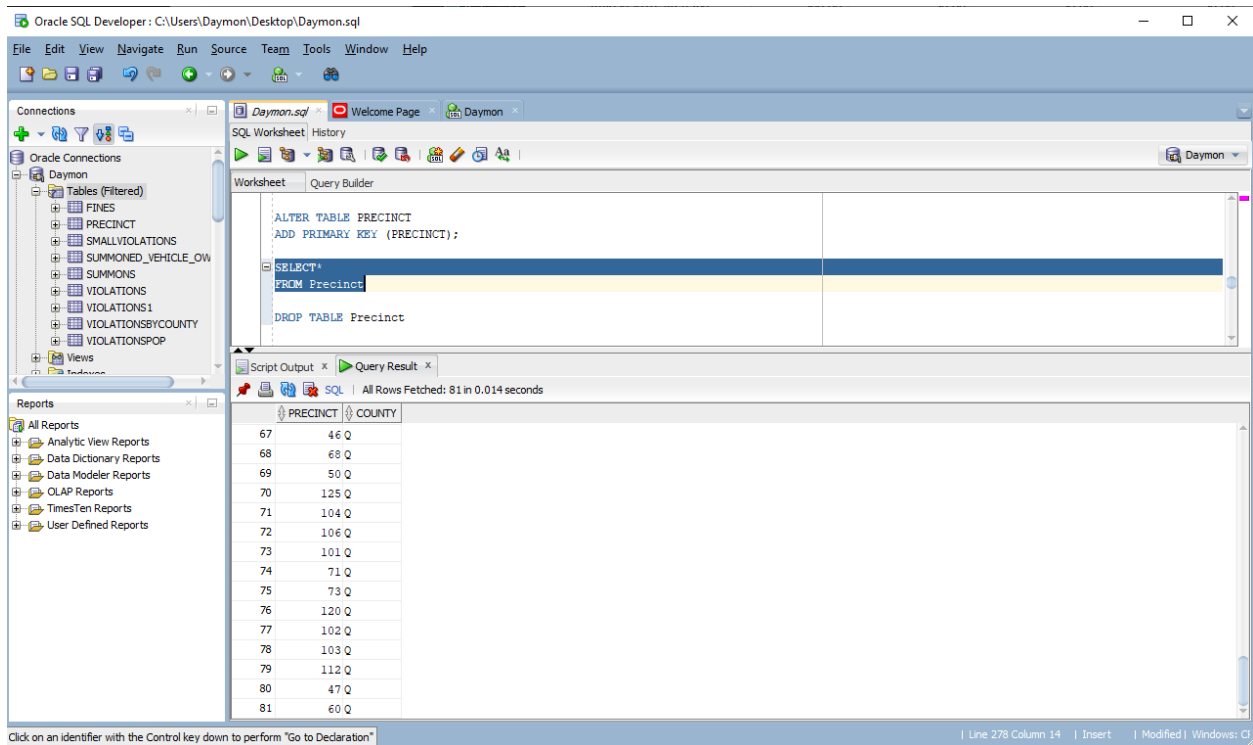 Oracle SQL Developer : C:\Users\Daymon\Desktop\Daymon.sql
File Edit View Navigate Run Source Team Tools Window Help
Connections
Oracle Connections
Daymon
Tables (Filtered)
FINES
PRECINCT
SMALLVIOLATIONS
SUMMONED_VEHICLE_OW
SUMMONS
VIOLATIONS
VIOLATIONS1
VIOLATIONSBYCOUNTY
VIOLATIONSPOP
Views
Indexes
Reports
All Reports
Analytic View Reports
Data Dictionary Reports
Data Modeler Reports
OLAP Reports
TimesTen Reports
User Defined Reports
Daymon.sql Welcome Page Daymon
SQL Worksheet History
Daymon
Worksheet Query Builder
ALTER TABLE PRECINCT
ADD PRIMARY KEY (PRECINCT);
SELECT*
FROM Precinct
DROP TABLE Precinct
Script Output x Query Result x
SQL | All Rows Fetched: 81 in 0.014 seconds
PRECINCT COUNTY
67 46 Q
68 68 Q
69 50 Q
70 125 Q
71 104 Q
72 106 Q
73 101 Q
74 71 Q
75 73 Q
76 120 Q
77 102 Q
78 103 Q
79 112 Q
80 47 Q
81 60 Q
Click on an identifier with the Control key down to perform "Go to Declaration"
| Line 278 Column 14 | Insert | Modified | Windows: Cl